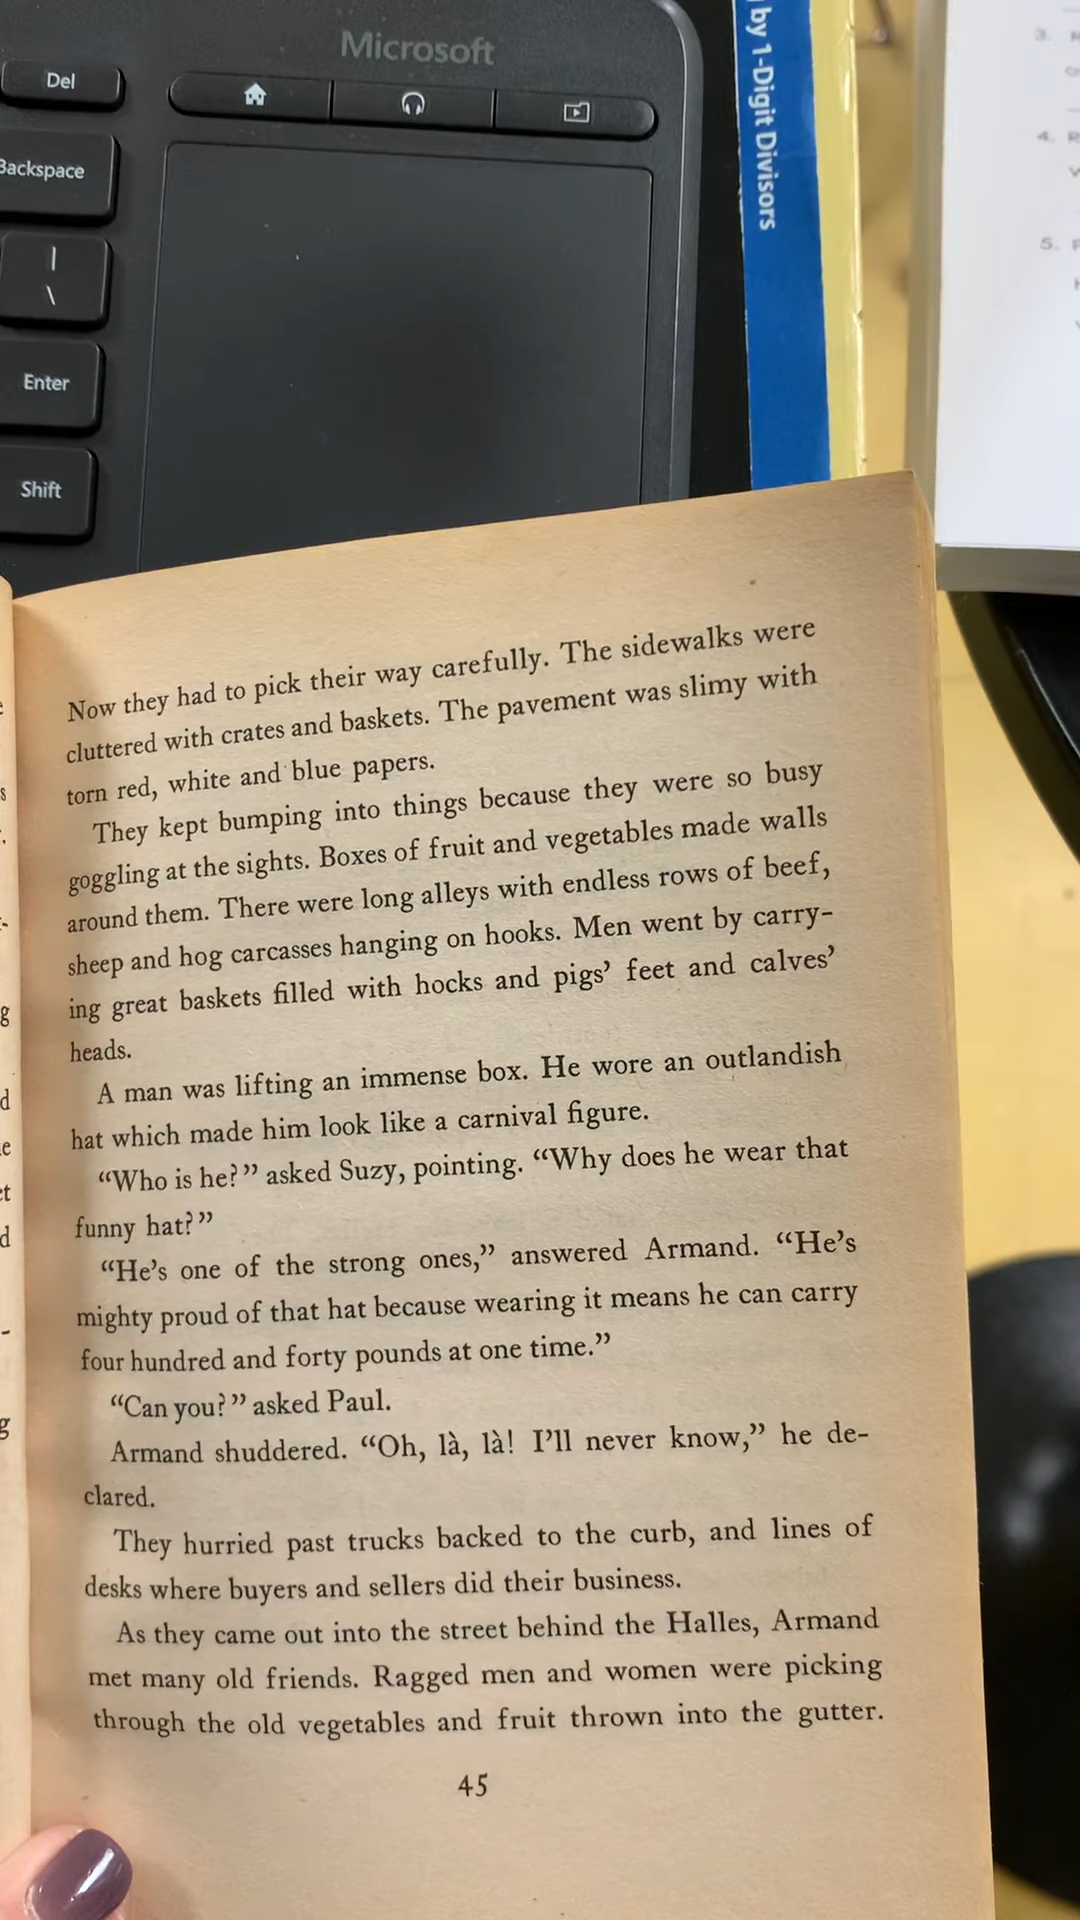 Microsoft
Del
Backspace
|
\
Enter
Shift
by 1-Digit Divisors
3.
4.
5.
Now they had to pick their way carefully. The sidewalks were
cluttered with crates and baskets. The pavement was slimy with
torn red, white and blue papers.
They kept bumping into things because they were so busy
goggling at the sights. Boxes of fruit and vegetables made walls
around them. There were long alleys with endless rows of beef,
sheep and hog carcasses hanging on hooks. Men went by carry-
ing great baskets filled with hocks and pigs’ feet and calves’
heads.
A man was lifting an immense box. He wore an outlandish
hat which made him look like a carnival figure.
“Who is he?” asked Suzy, pointing. “Why does he wear that
funny hat?”
“He’s one of the strong ones,” answered Armand. “He’s
mighty proud of that hat because wearing it means he can carry
four hundred and forty pounds at one time.”
“Can you?” asked Paul.
Armand shuddered. “Oh, là, là! I’ll never know,” he de-
clared.
They hurried past trucks backed to the curb, and lines of
desks where buyers and sellers did their business.
As they came out into the street behind the Halles, Armand
met many old friends. Ragged men and women were picking
through the old vegetables and fruit thrown into the gutter.
45